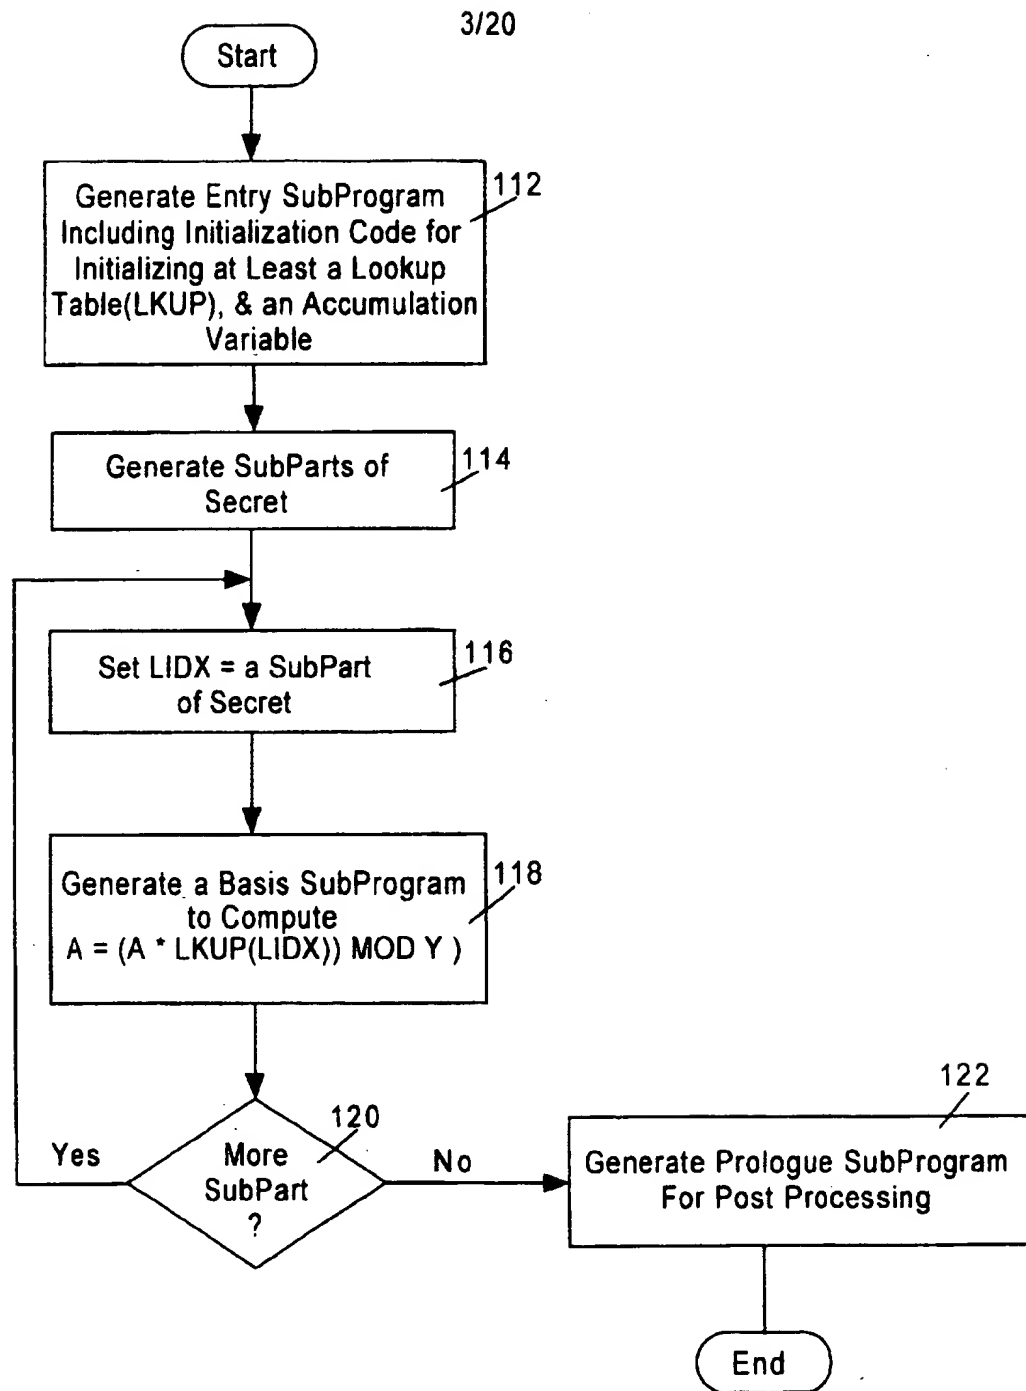 3/20
Start
112
Generate Entry SubProgram
Including Initialization Code for
Initializing at Least a Lookup
Table(LKUP), & an Accumulation
Variable
114
Generate SubParts of
Secret
116
Set LIDX = a SubPart
of Secret
118
Generate a Basis SubProgram
to Compute
A = (A * LKUP(LIDX)) MOD Y )
120
More
SubPart
?
Yes
No
122
Generate Prologue SubProgram
For Post Processing
End